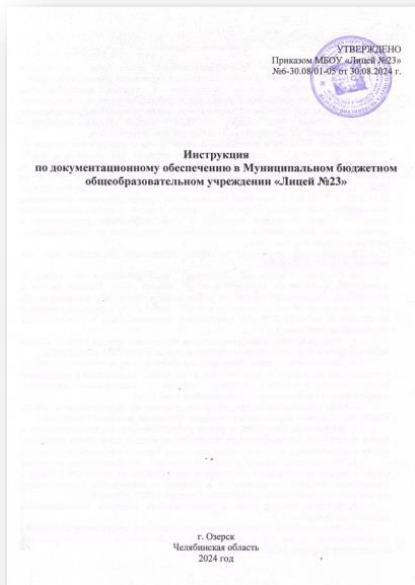 УТВЕРЖДЕНО
Приказом МБОУ «Лицей №23»
№6-30.08/01-05 от 30.08.2024 г.
Инструкция
по документационному обеспечению в Муниципальном бюджетном
общеобразовательном учреждении «Лицей №23»
г. Озерск
Челябинская область
2024 год